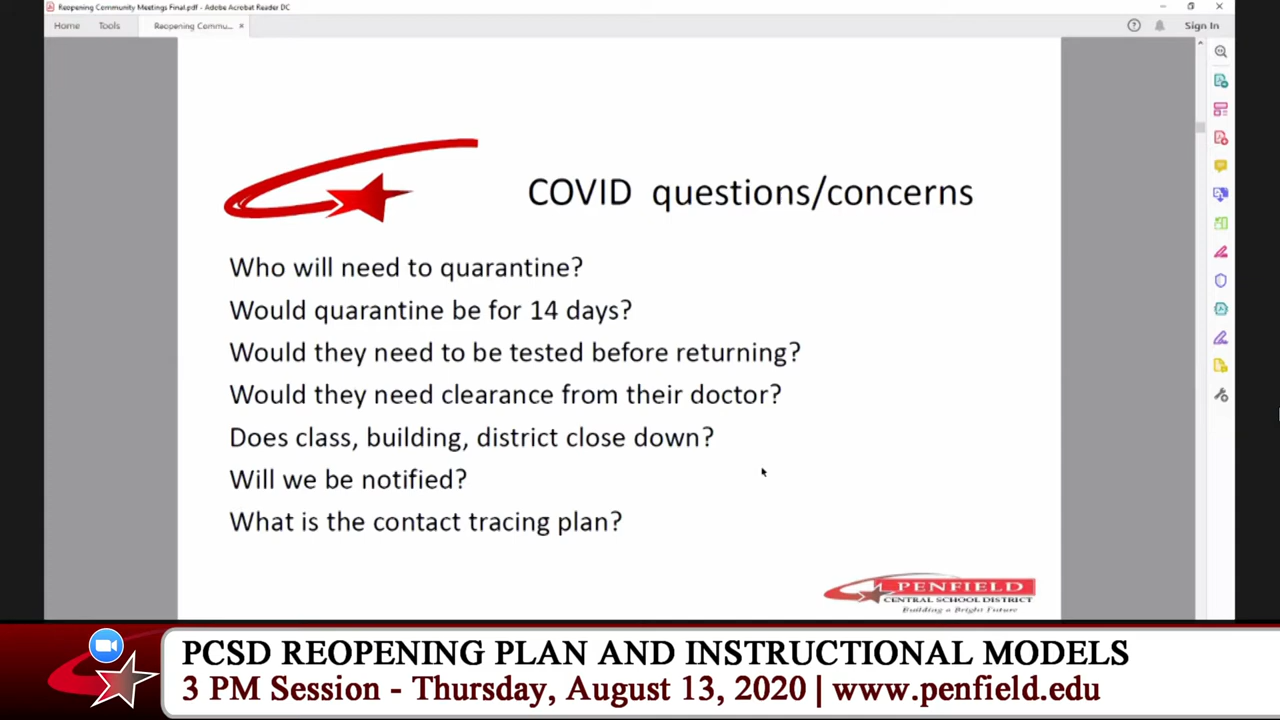 Reopening Community Meetings Final.pdf - Adobe Acrobat Reader DC
Home Tools Reopening Commu... × Sign In
COVID questions/concerns
Who will need to quarantine?
Would quarantine be for 14 days?
Would they need to be tested before returning?
Would they need clearance from their doctor?
Does class, building, district close down?
Will we be notified?
What is the contact tracing plan?
PENFIELD
CENTRAL SCHOOL DISTRICT
Building a Bright Future
PCSD REOPENING PLAN AND INSTRUCTIONAL MODELS
3 PM Session - Thursday, August 13, 2020 | www.penfield.edu